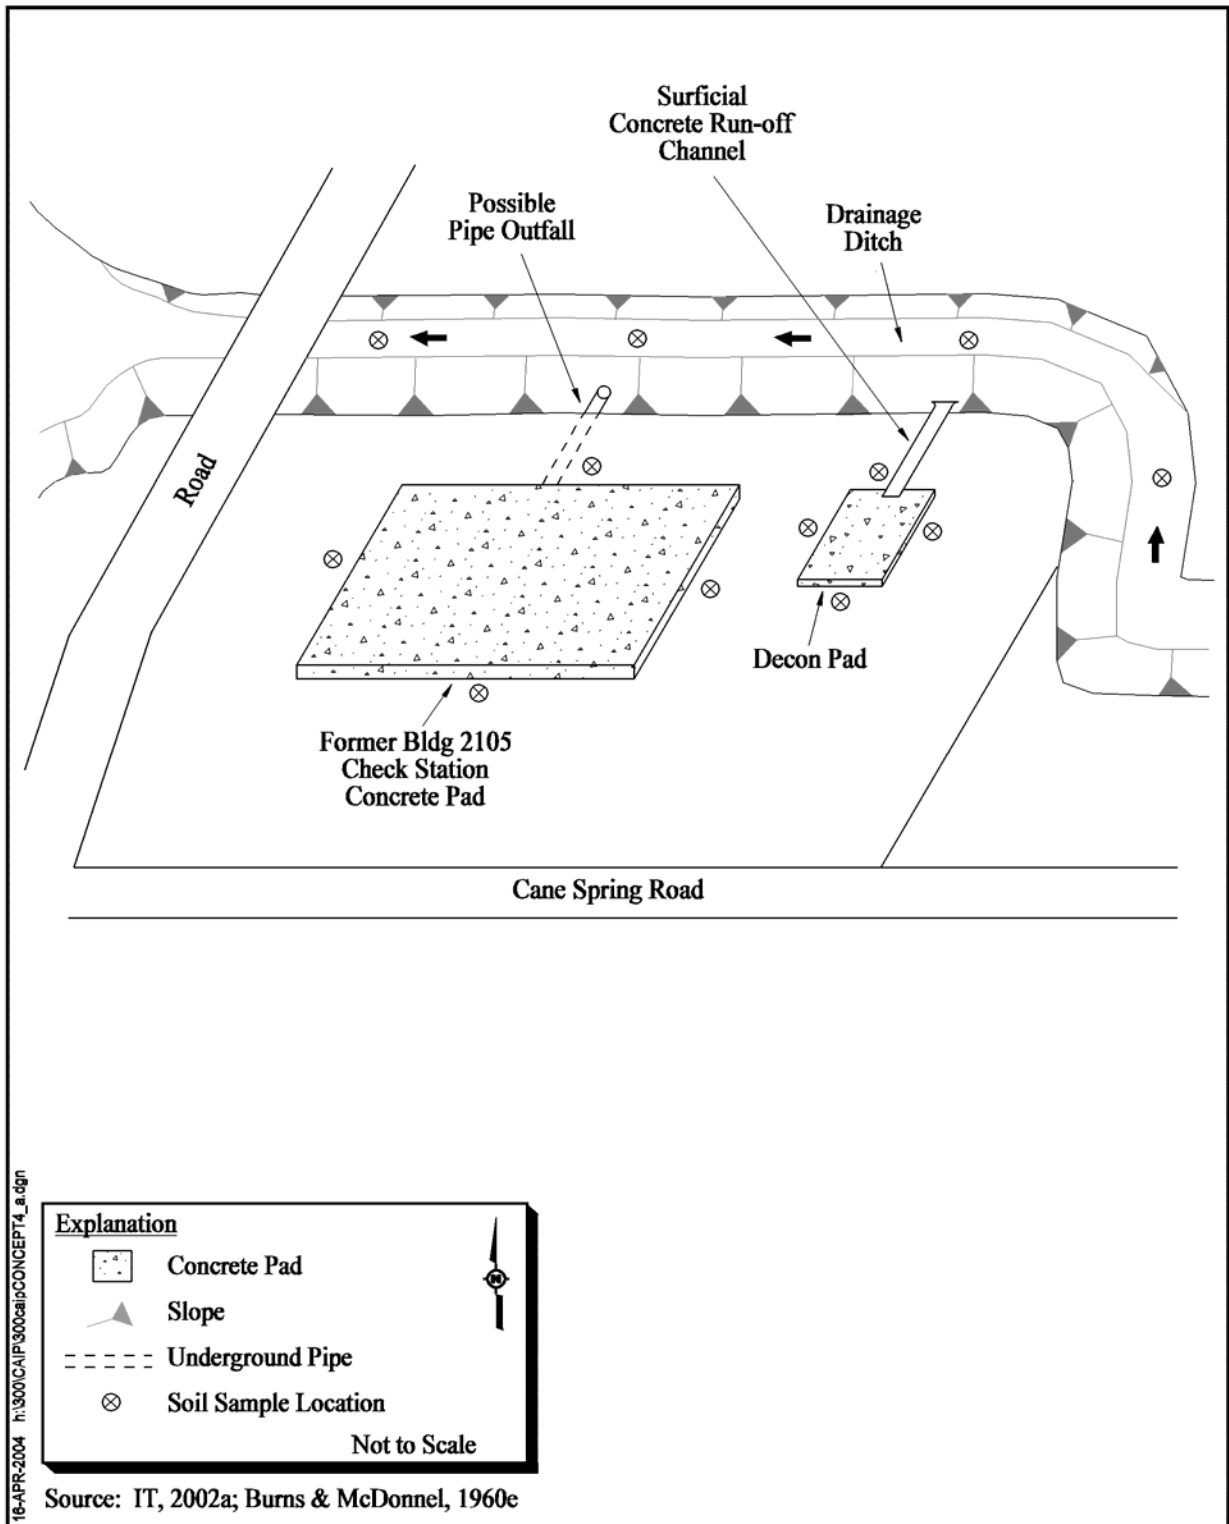 Surficial
Concrete Run-off
Channel
Possible
Pipe Outfall
Drainage
Ditch
Road
Decon Pad
Former Bldg 2105
Check Station
Concrete Pad
Cane Spring Road
Explanation
Concrete Pad
Slope
Underground Pipe
Soil Sample Location
N
Not to Scale
Source: IT, 2002a; Burns & McDonnel, 1960e
16-APR-2004 h:\300\CAIP\300caipCONCEPT4_a.dgn